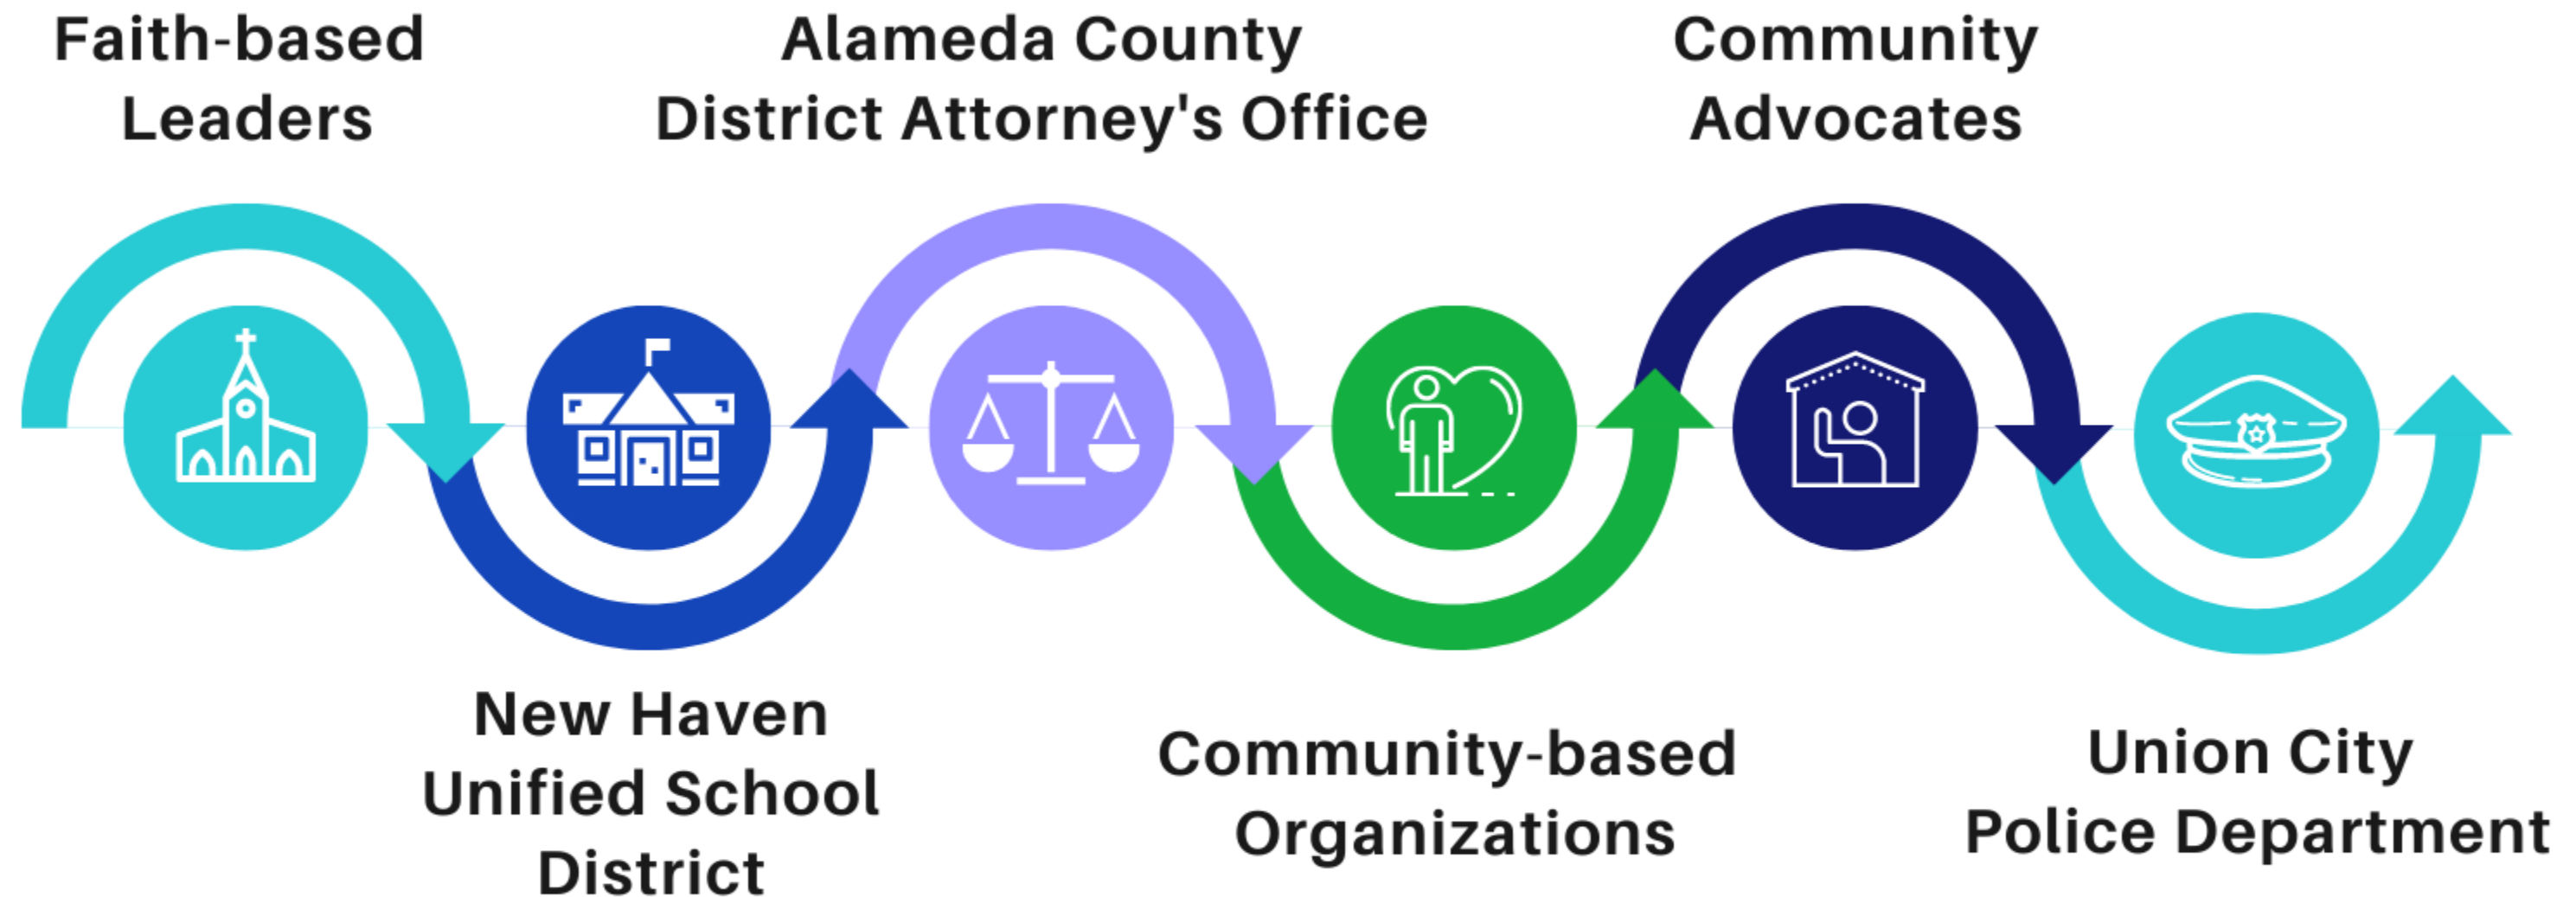 Faith-based
Leaders
Alameda County
District Attorney's Office
Community
Advocates
New Haven
Unified School
District
Community-based
Organizations
Union City
Police Department